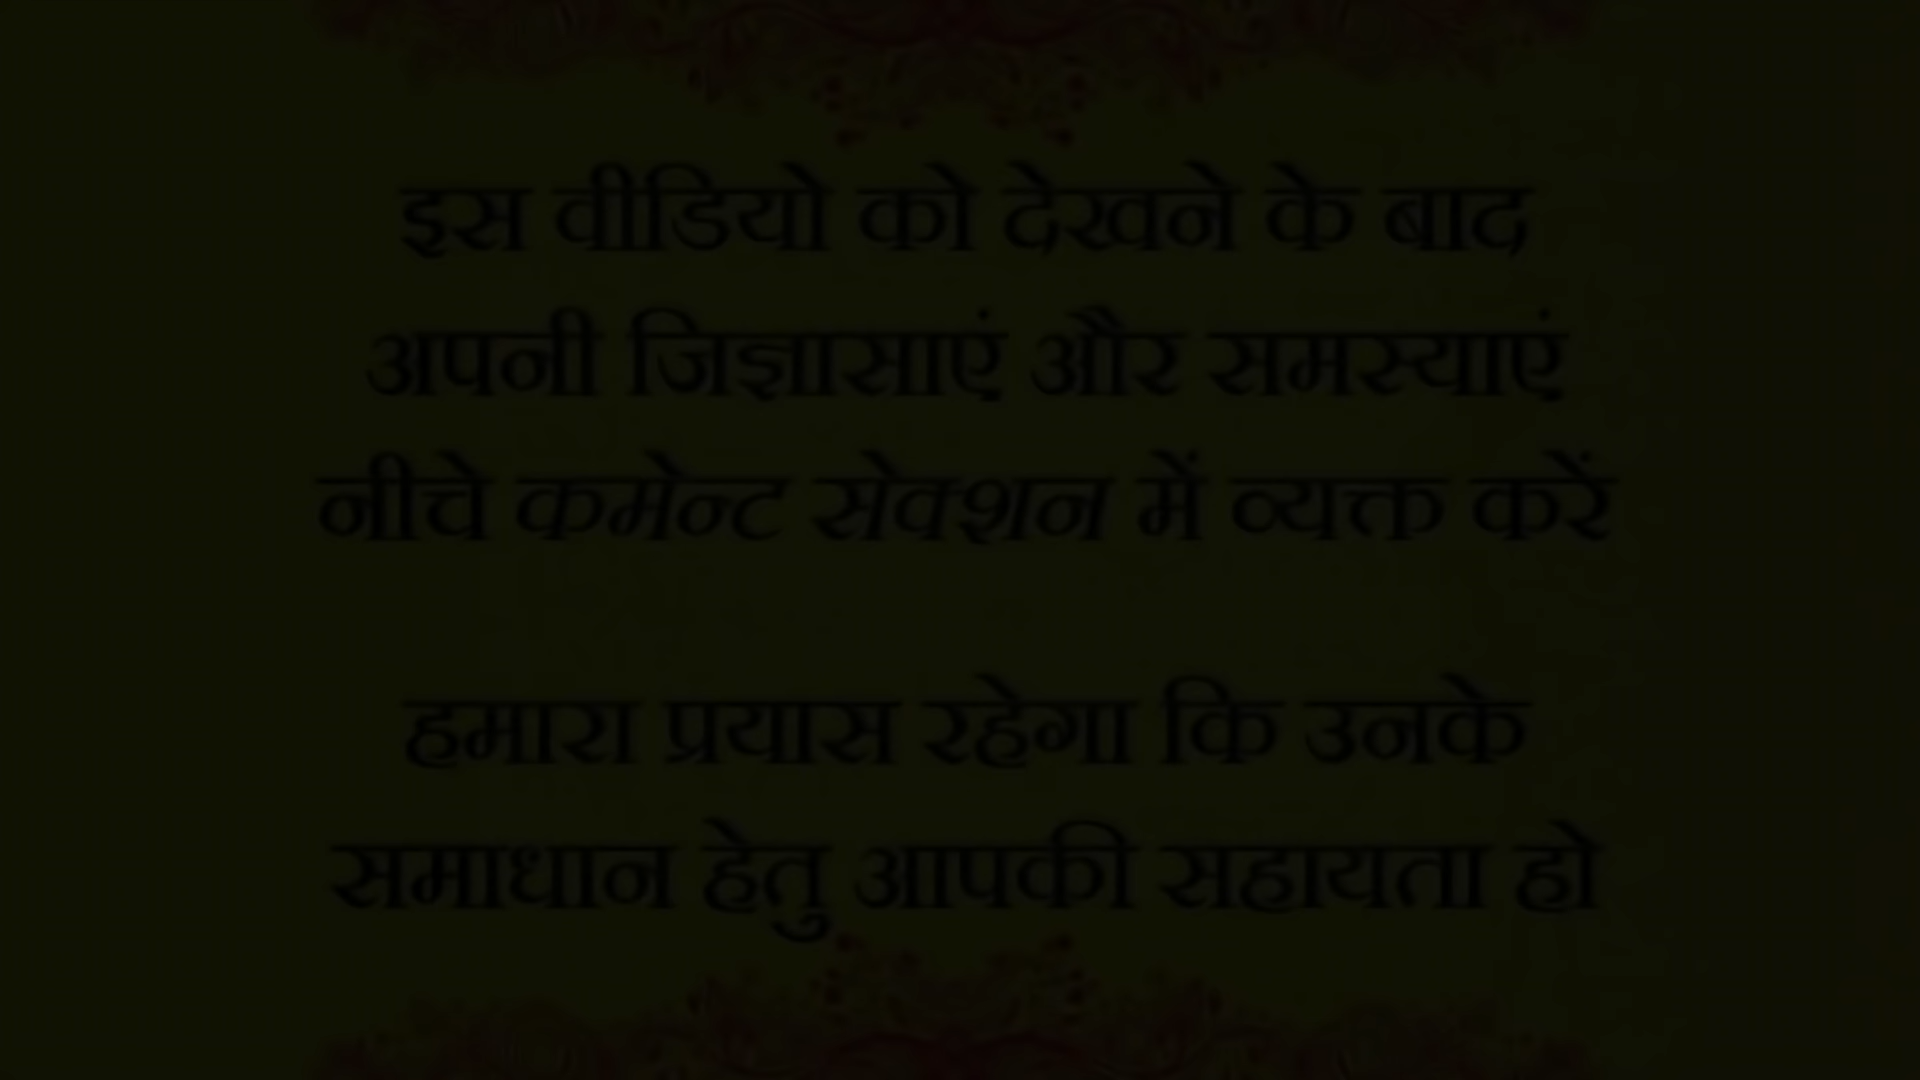 इस वीडियो को देखने के बाद
अपनी जिज्ञासाएं और समस्याएं
नीचे कमेन्ट सेक्शन में व्यक्त करें
हमारा प्रयास रहेगा कि उनके
समाधान हेतु आपकी सहायता हो